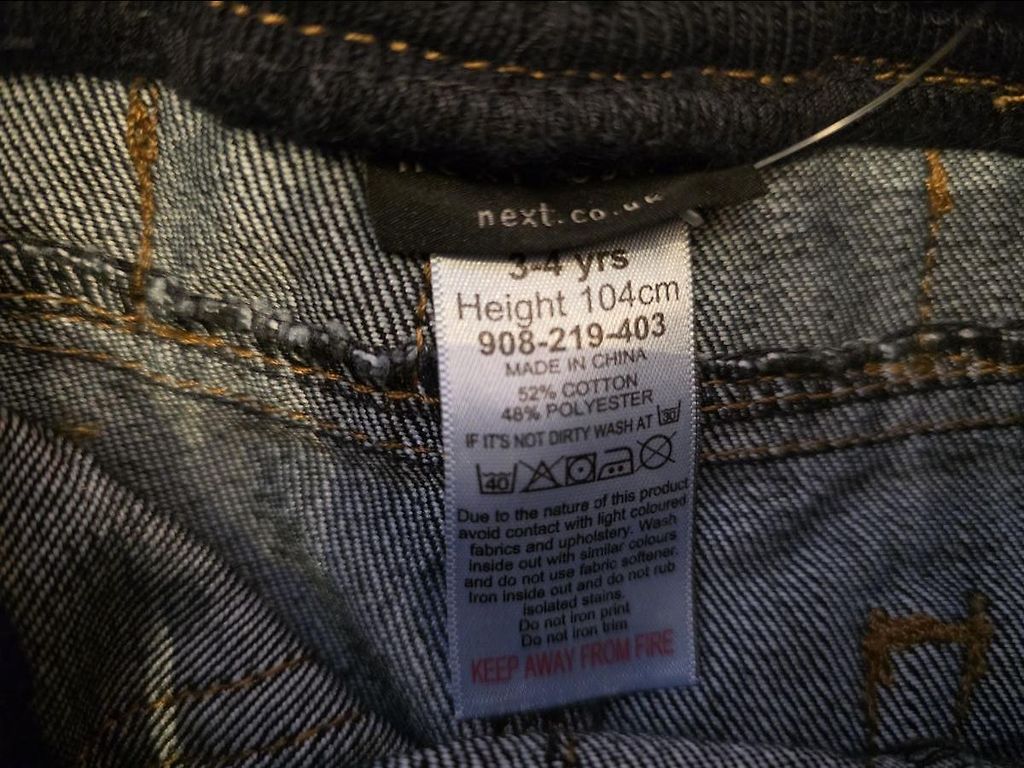 next.co.uk
3-4 yrs
Height 104cm
908-219-403
MADE IN CHINA
52% COTTON
48% POLYESTER
IF IT'S NOT DIRTY WASH AT 30
40
Due to the nature of this product
avoid contact with light coloured
fabrics and upholstery. Wash
inside out with similar colours
and do not use fabric softener.
Iron inside out and do not rub
isolated stains.
Do not iron print
Do not iron trim
KEEP AWAY FROM FIRE